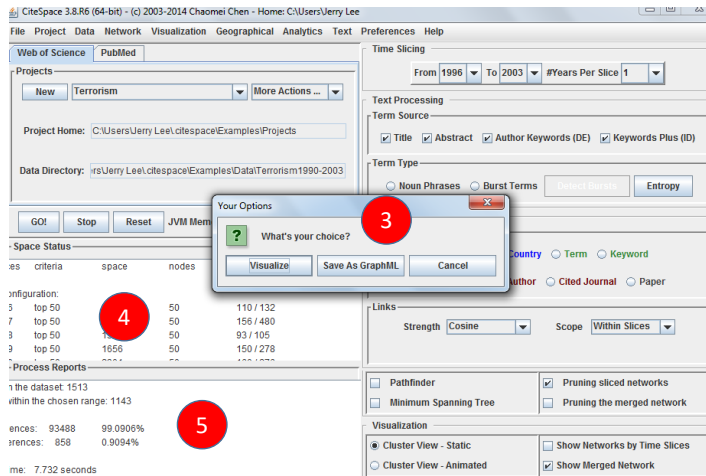 CiteSpace 3.8.R6 (64-bit) - (c) 2003-2014 Chaomei Chen - Home: C:\Users\Jerry Lee
File Project Data Network Visualization Geographical Analytics Text Preferences Help
Web of Science PubMed
Projects
New Terrorism More Actions ...
Project Home: C:\Users\Jerry Lee\.citespace\Examples\Projects
Data Directory: ers\Jerry Lee\.citespace\Examples\Data\Terrorism1990-2003
GO! Stop Reset JVM Mem
Space Status
criteria space nodes
onfiguration:
6 top 50 50 110 / 132
7 top 50 50 156 / 480
8 top 50 50 93 / 105
9 top 50 1656 50 150 / 278
4
Process Reports
n the dataset: 1513
within the chosen range: 1143
ences: 93488 99.0906%
erences: 858 0.9094%
me: 7.732 seconds
5
Your Options
What's your choice?
Visualize Save As GraphML Cancel
3
Time Slicing
From 1996 To 2003 #Years Per Slice 1
Text Processing
Term Source
Title Abstract Author Keywords (DE) Keywords Plus (ID)
Term Type
Noun Phrases Burst Terms Detect Bursts Entropy
Country Term Keyword
Author Cited Journal Paper
Links
Strength Cosine Scope Within Slices
Pathfinder Pruning sliced networks
Minimum Spanning Tree Pruning the merged network
Visualization
Cluster View - Static Show Networks by Time Slices
Cluster View - Animated Show Merged Network